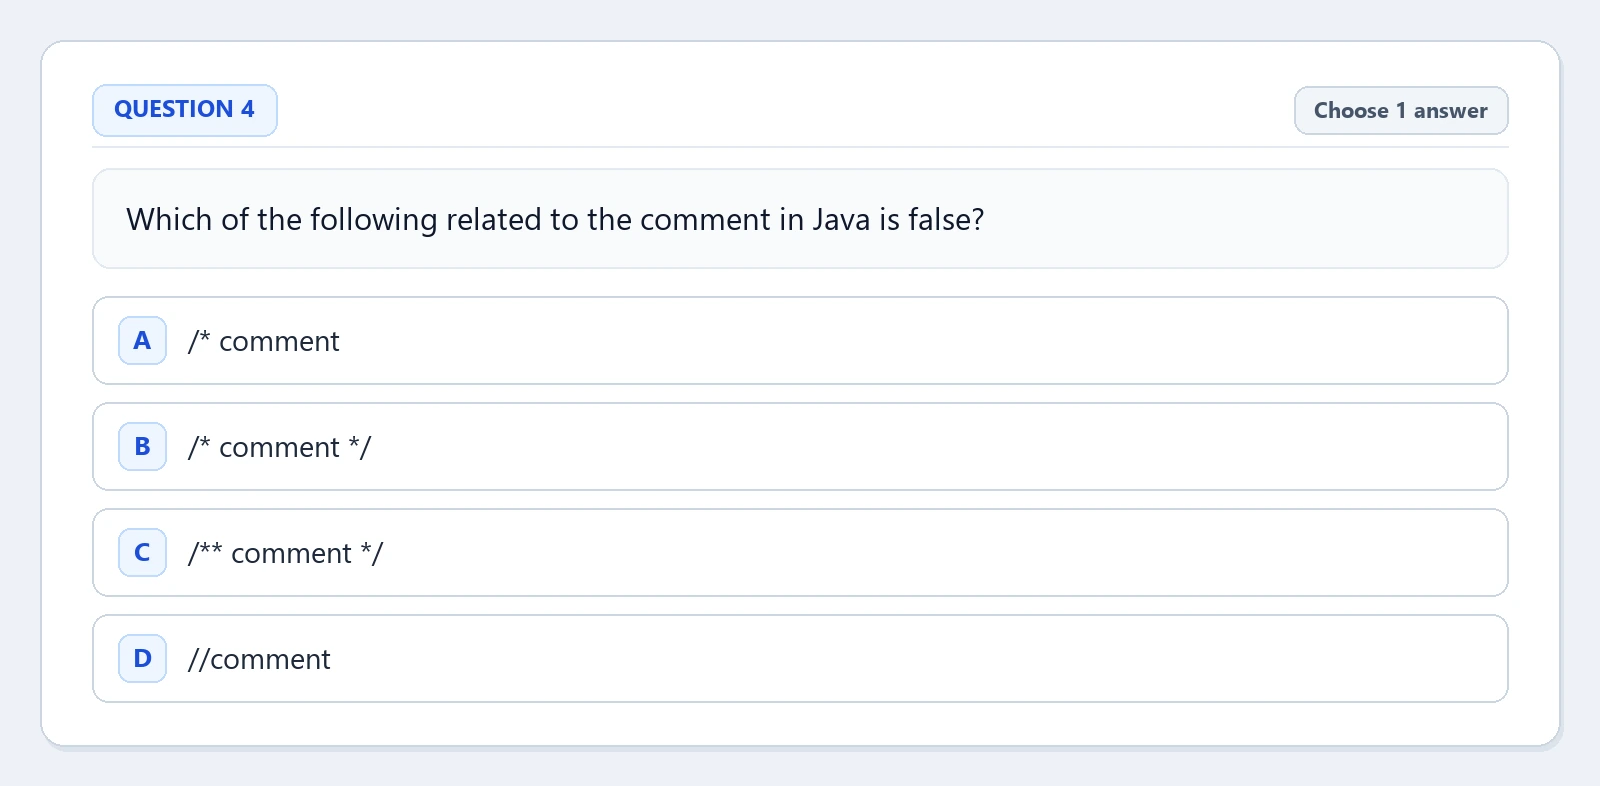 QUESTION 4
Choose 1 answer
Which of the following related to the comment in Java is false?
A /* comment
B /* comment */
C /** comment */
D //comment